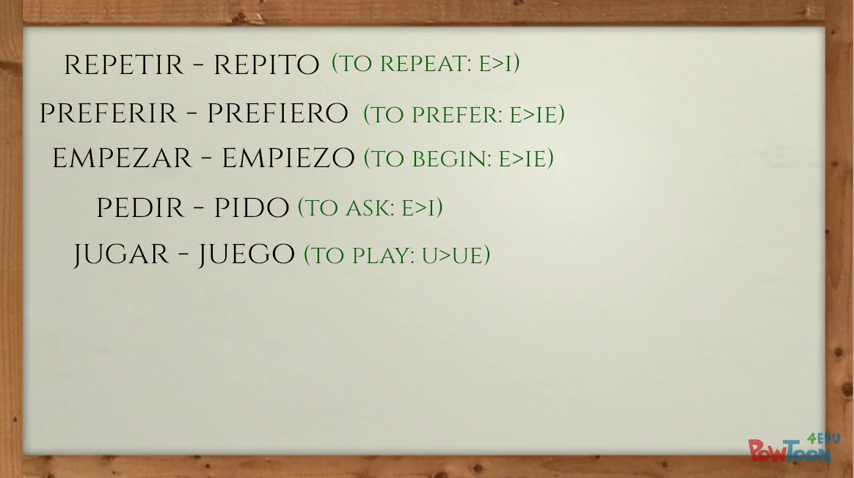 REPETIR - REPITO (TO REPEAT: E>I)
PREFERIR - PREFIERO (TO PREFER: E>IE)
EMPEZAR - EMPIEZO (TO BEGIN: E>IE)
PEDIR - PIDO (TO ASK: E>I)
JUGAR - JUEGO (TO PLAY: U>UE)
4EDU
POWTOON